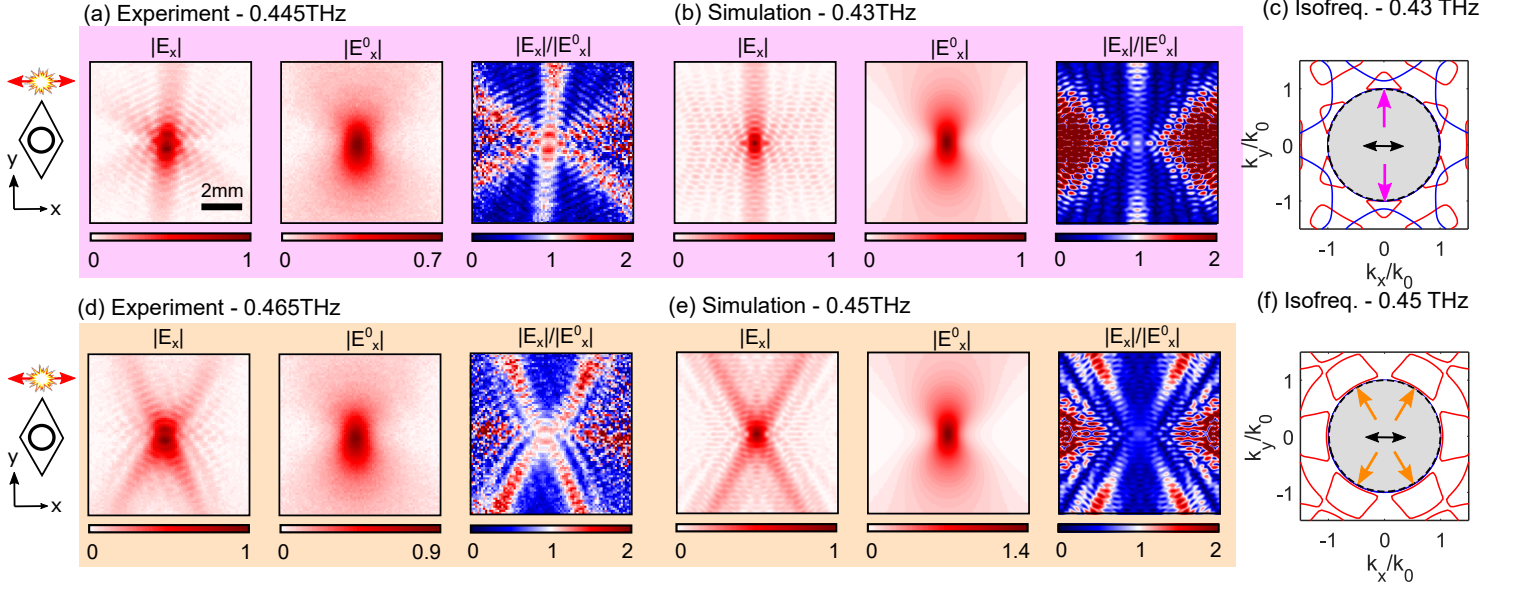 (a) Experiment - 0.445THz
(b) Simulation - 0.43THz
(c) Isofreq. - 0.43 THz
|Eₓ|
|E⁰ₓ|
|Eₓ|/|E⁰ₓ|
|Eₓ|
|E⁰ₓ|
|Eₓ|/|E⁰ₓ|
y
x
2mm
0 1
0 0.7
0 1 2
0 1
0 1
0 1 2
k_y/k₀
1
0
-1
-1 0 1
kₓ/k₀
(d) Experiment - 0.465THz
(e) Simulation - 0.45THz
(f) Isofreq. - 0.45 THz
|Eₓ|
|E⁰ₓ|
|Eₓ|/|E⁰ₓ|
|Eₓ|
|E⁰ₓ|
|Eₓ|/|E⁰ₓ|
y
x
0 1
0 0.9
0 1 2
0 1
0 1.4
0 1 2
k_y/k₀
1
0
-1
-1 0 1
kₓ/k₀